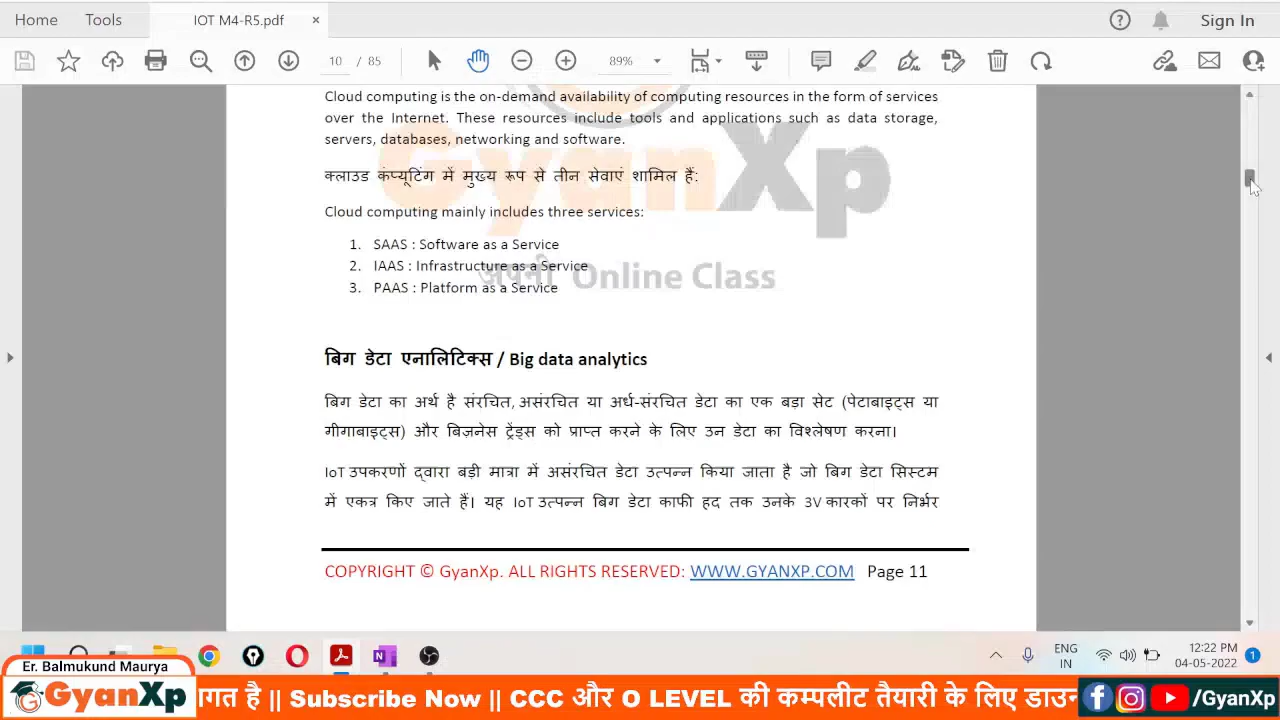 Home Tools IOT M4-R5.pdf × Sign In
10 / 85 89%
Cloud computing is the on-demand availability of computing resources in the form of services
over the Internet. These resources include tools and applications such as data storage,
servers, databases, networking and software.
GyanXp
क्लाउड कंप्यूटिंग में मुख्य रूप से तीन सेवाएं शामिल हैं:
Cloud computing mainly includes three services:
1. SAAS : Software as a Service
2. IAAS : Infrastructure as a Service
अपनी Online Class
3. PAAS : Platform as a Service
बिग डेटा एनालिटिक्स / Big data analytics
बिग डेटा का अर्थ है संरचित, असंरचित या अर्ध-संरचित डेटा का एक बड़ा सेट (पेटाबाइट्स या
गीगाबाइट्स) और बिज़नेस ट्रेंड्स को प्राप्त करने के लिए उन डेटा का विश्लेषण करना।
IoT उपकरणों द्वारा बड़ी मात्रा में असंरचित डेटा उत्पन्न किया जाता है जो बिग डेटा सिस्टम
में एकत्र किए जाते हैं। यह IoT उत्पन्न बिग डेटा काफी हद तक उनके 3V कारकों पर निर्भर
COPYRIGHT © GyanXp. ALL RIGHTS RESERVED: WWW.GYANXP.COM Page 11
ENG
IN
12:22 PM
04-05-2022
1
Er. Balmukund Maurya
GyanXp
गत है || Subscribe Now || CCC और O LEVEL की कम्पलीट तैयारी के लिए डाउन
/GyanXp